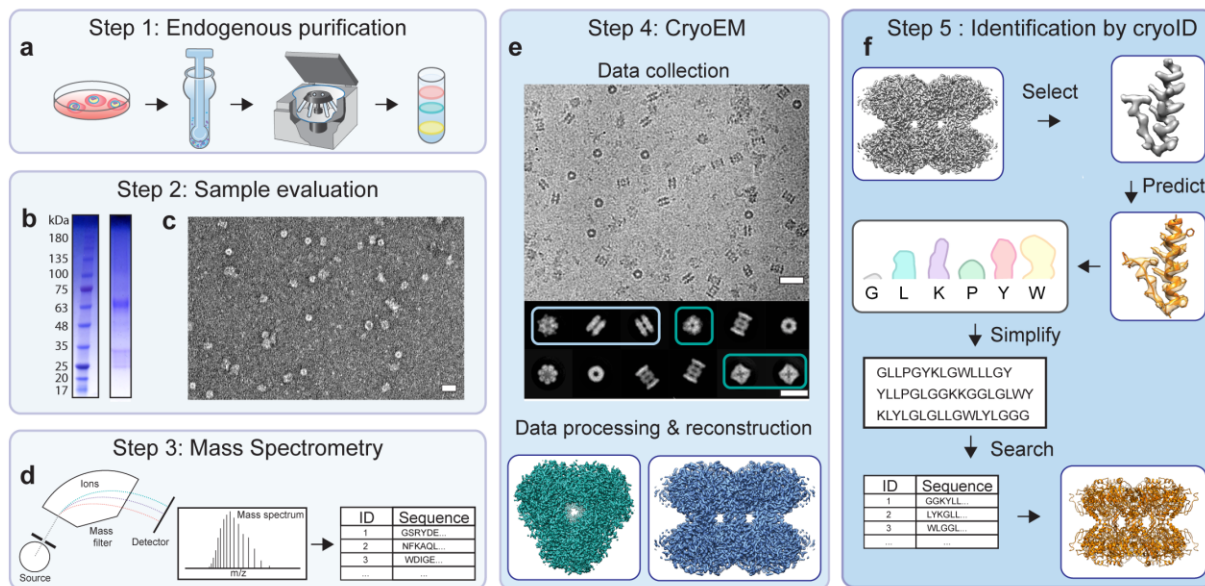 Step 1: Endogenous purification
a
Step 2: Sample evaluation
b
kDa
180
135
100
75
63
48
35
25
20
17
c
Step 3: Mass Spectrometry
d
Ions
Mass
filter
Detector
Source
Mass spectrum
m/z
ID Sequence
1 GSRYDE...
2 NFKAQL...
3 WDIGE...
... ...
Step 4: CryoEM
e
Data collection
Data processing & reconstruction
Step 5 : Identification by cryoID
f
Select
Predict
G L K P Y W
Simplify
GLLPGYKLGWLLLGY
YLLPGLGGKKGGLGLWY
KLYLGLGLLGWLYLGGG
Search
ID Sequence
1 GGKYLL...
2 LYKGLL...
3 WLGGL...
... ...